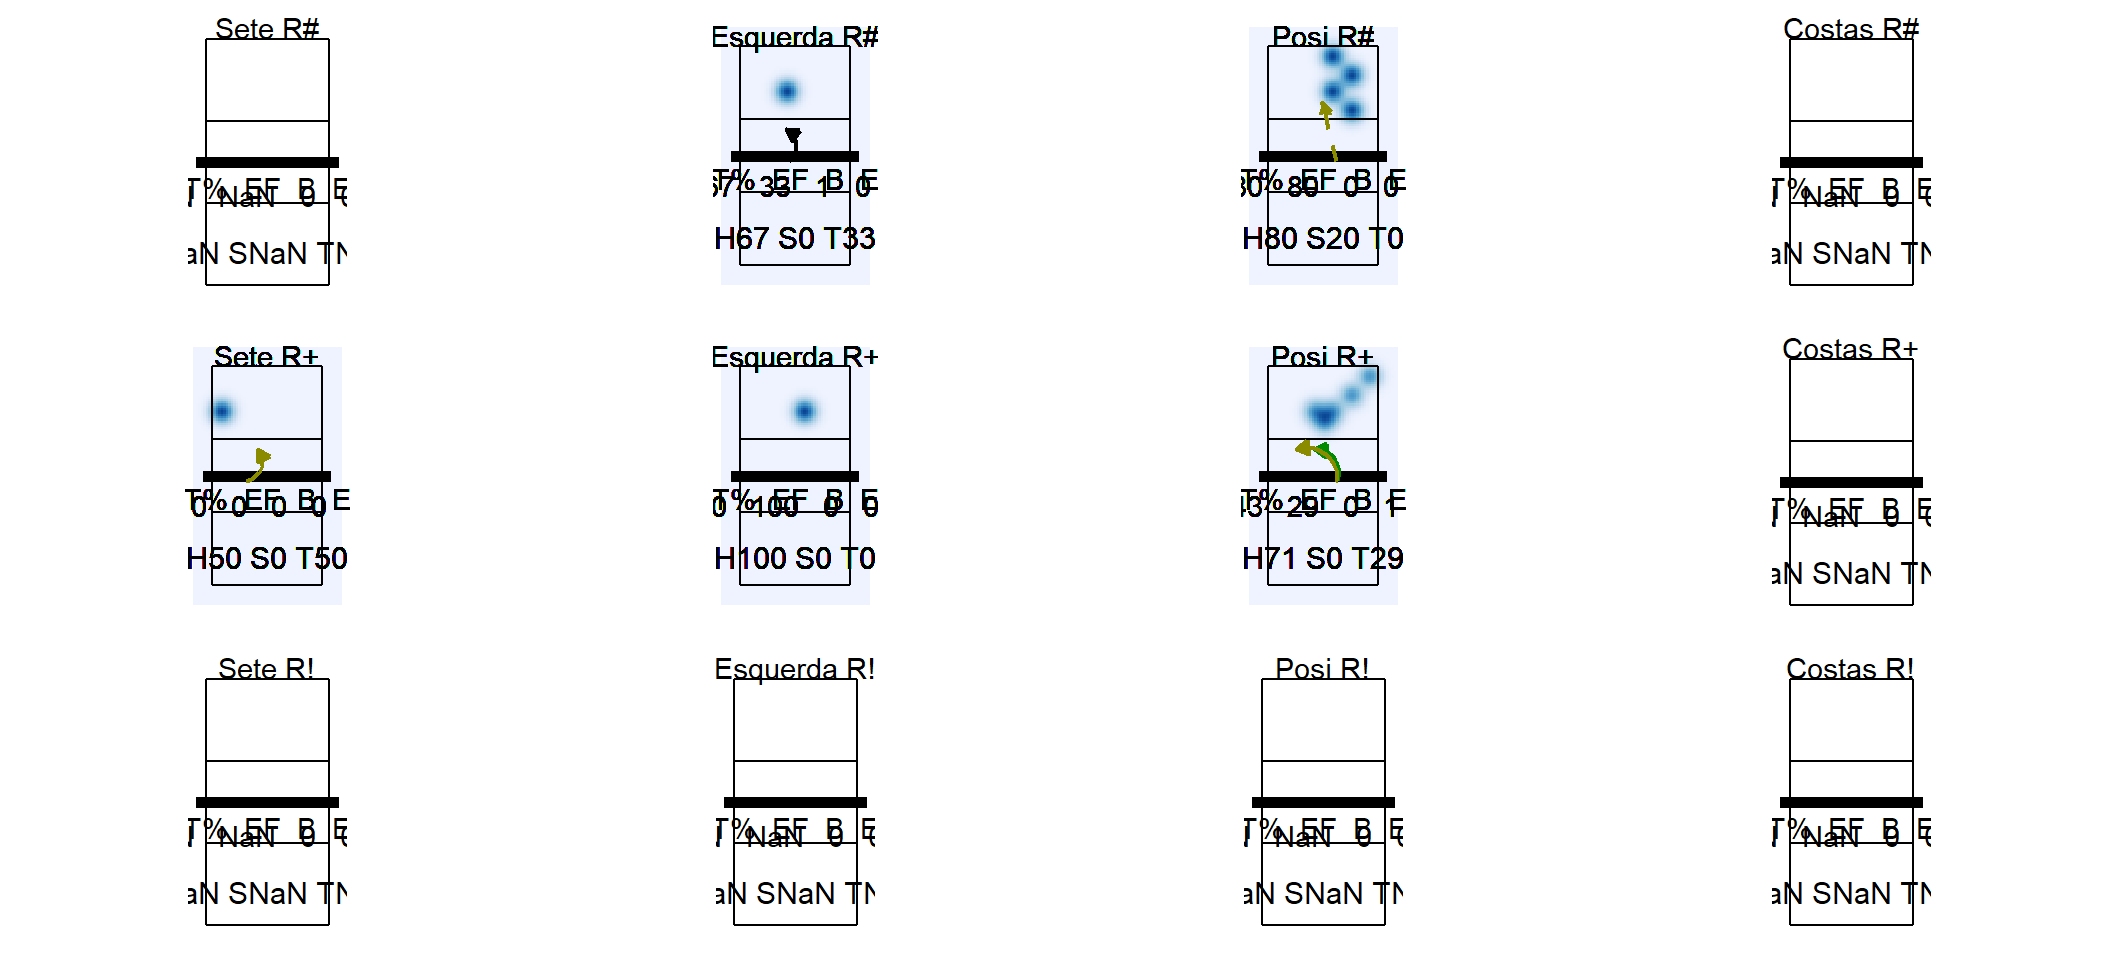 Sete R#
Esquerda R#
Posi R#
Costas R#
T% EF B E
NaN 0
T% EF B E
67 33 1 0
T% EF B E
80 80 0 0
T% EF B E
NaN 0
aN SNaN TN
H67 S0 T33
H80 S20 T0
aN SNaN TN
Sete R+
Esquerda R+
Posi R+
Costas R+
T% EF B E
0 0 0 0
T% EF B E
0 100 0 0
T% EF B E
43 29 0 1
T% EF B E
NaN 0
H50 S0 T50
H100 S0 T0
H71 S0 T29
aN SNaN TN
Sete R!
Esquerda R!
Posi R!
Costas R!
T% EF B E
NaN 0
T% EF B E
NaN 0
T% EF B E
NaN 0
T% EF B E
NaN 0
aN SNaN TN
aN SNaN TN
aN SNaN TN
aN SNaN TN